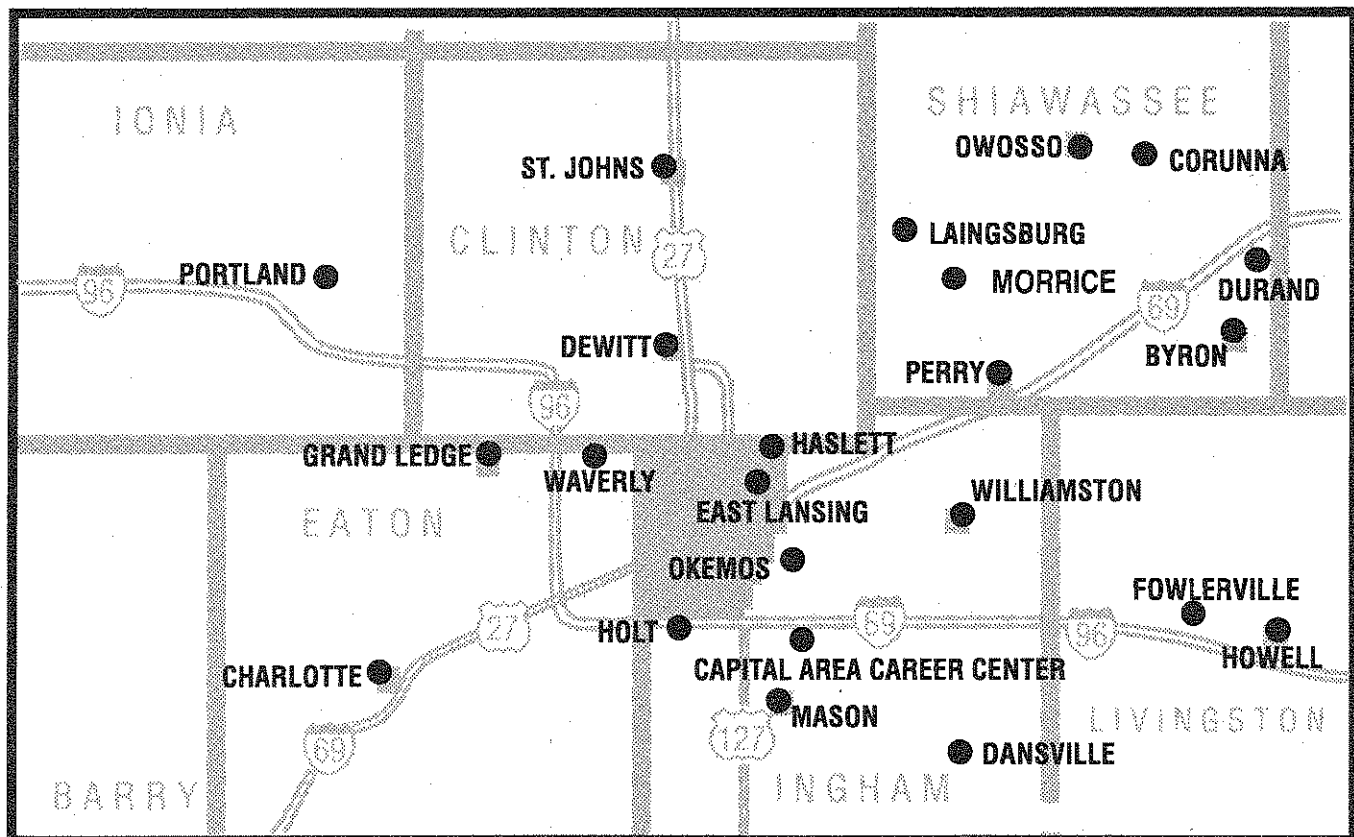 IONIA
SHIAWASSEE
OWOSSO
CORUNNA
ST. JOHNS
CLINTON
27
LAINGSBURG
PORTLAND
96
MORRICE
69
DURAND
DEWITT
BYRON
PERRY
96
HASLETT
GRAND LEDGE
WAVERLY
WILLIAMSTON
EAST LANSING
EATON
OKEMOS
FOWLERVILLE
27
HOLT
69
96
HOWELL
CAPITAL AREA CAREER CENTER
CHARLOTTE
MASON
LIVINGSTON
69
127
DANSVILLE
BARRY
INGHAM